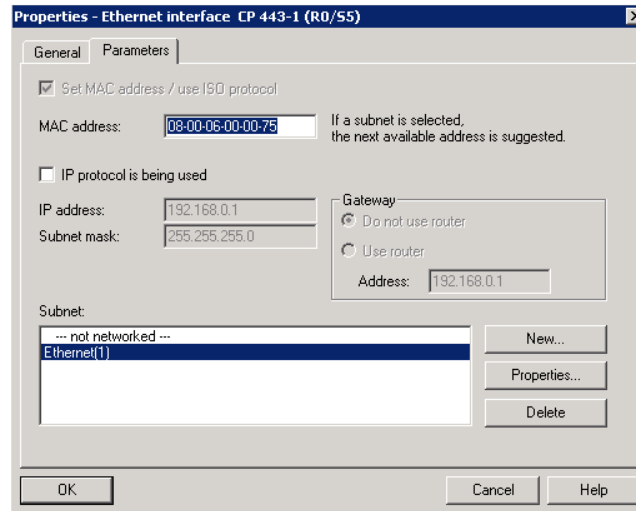 Properties - Ethernet interface CP 443-1 (R0/S5)
General Parameters
Set MAC address / use ISO protocol
MAC address: 08-00-06-00-00-75
If a subnet is selected,
the next available address is suggested.
IP protocol is being used
IP address: 192.168.0.1
Subnet mask: 255.255.255.0
Gateway
Do not use router
Use router
Address: 192.168.0.1
Subnet:
--- not networked ---
Ethernet(1)
New...
Properties...
Delete
OK Cancel Help